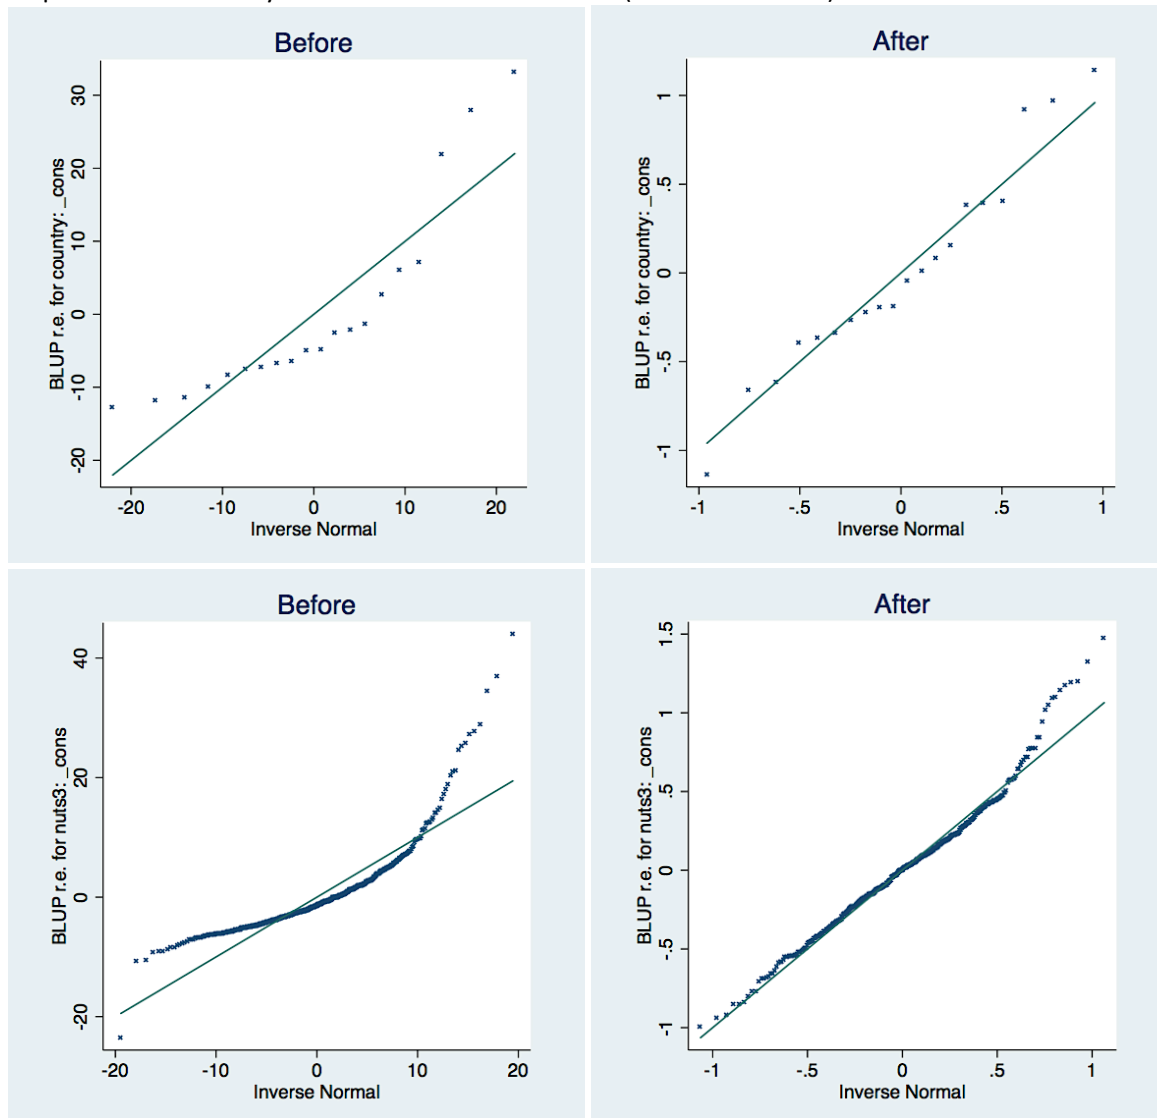 Before
30
20
10
0
-10
-20
BLUP r.e. for country: _cons
-20 -10 0 10 20
Inverse Normal
After
1
.5
0
-.5
-1
BLUP r.e. for country: _cons
-1 -.5 0 .5 1
Inverse Normal
Before
40
20
0
-20
BLUP r.e. for nuts3: _cons
-20 -10 0 10 20
Inverse Normal
After
1.5
1
.5
0
-.5
-1
BLUP r.e. for nuts3: _cons
-1 -.5 0 .5 1
Inverse Normal